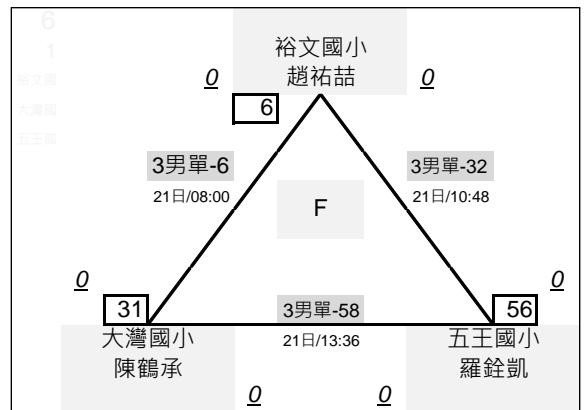 6
1
裕文國
大灣國
五王國
裕文國小
趙祐喆
0
0
6
3男單-6
21日/08:00
3男單-32
21日/10:48
F
0
0
31
56
3男單-58
21日/13:36
大灣國小
陳鶴承
五王國小
羅銓凱
0
0